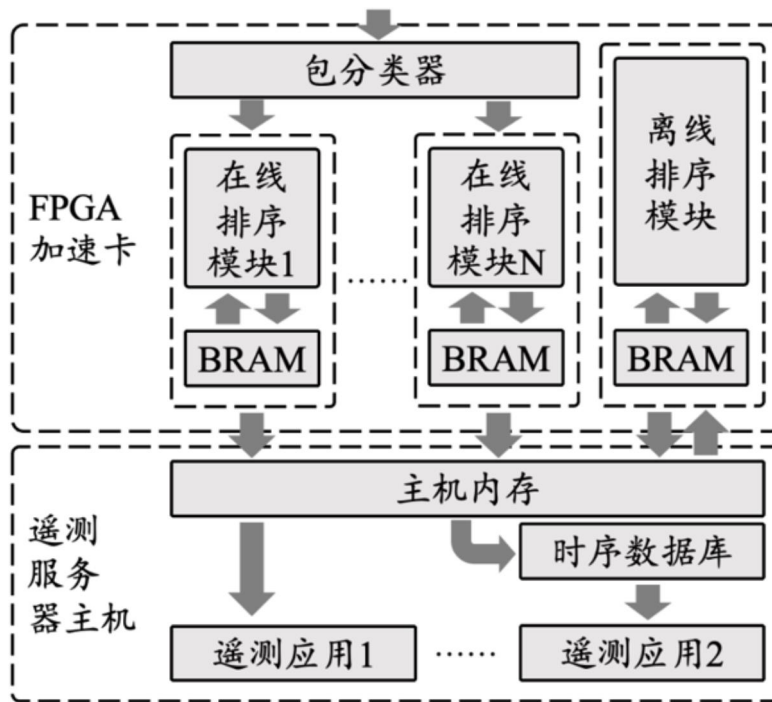 包分类器
FPGA
加速卡
在线
排序
模块1
……
在线
排序
模块N
离线
排序
模块
BRAM
BRAM
BRAM
遥测
服务
器主机
主机内存
时序数据库
遥测应用1
……
遥测应用2